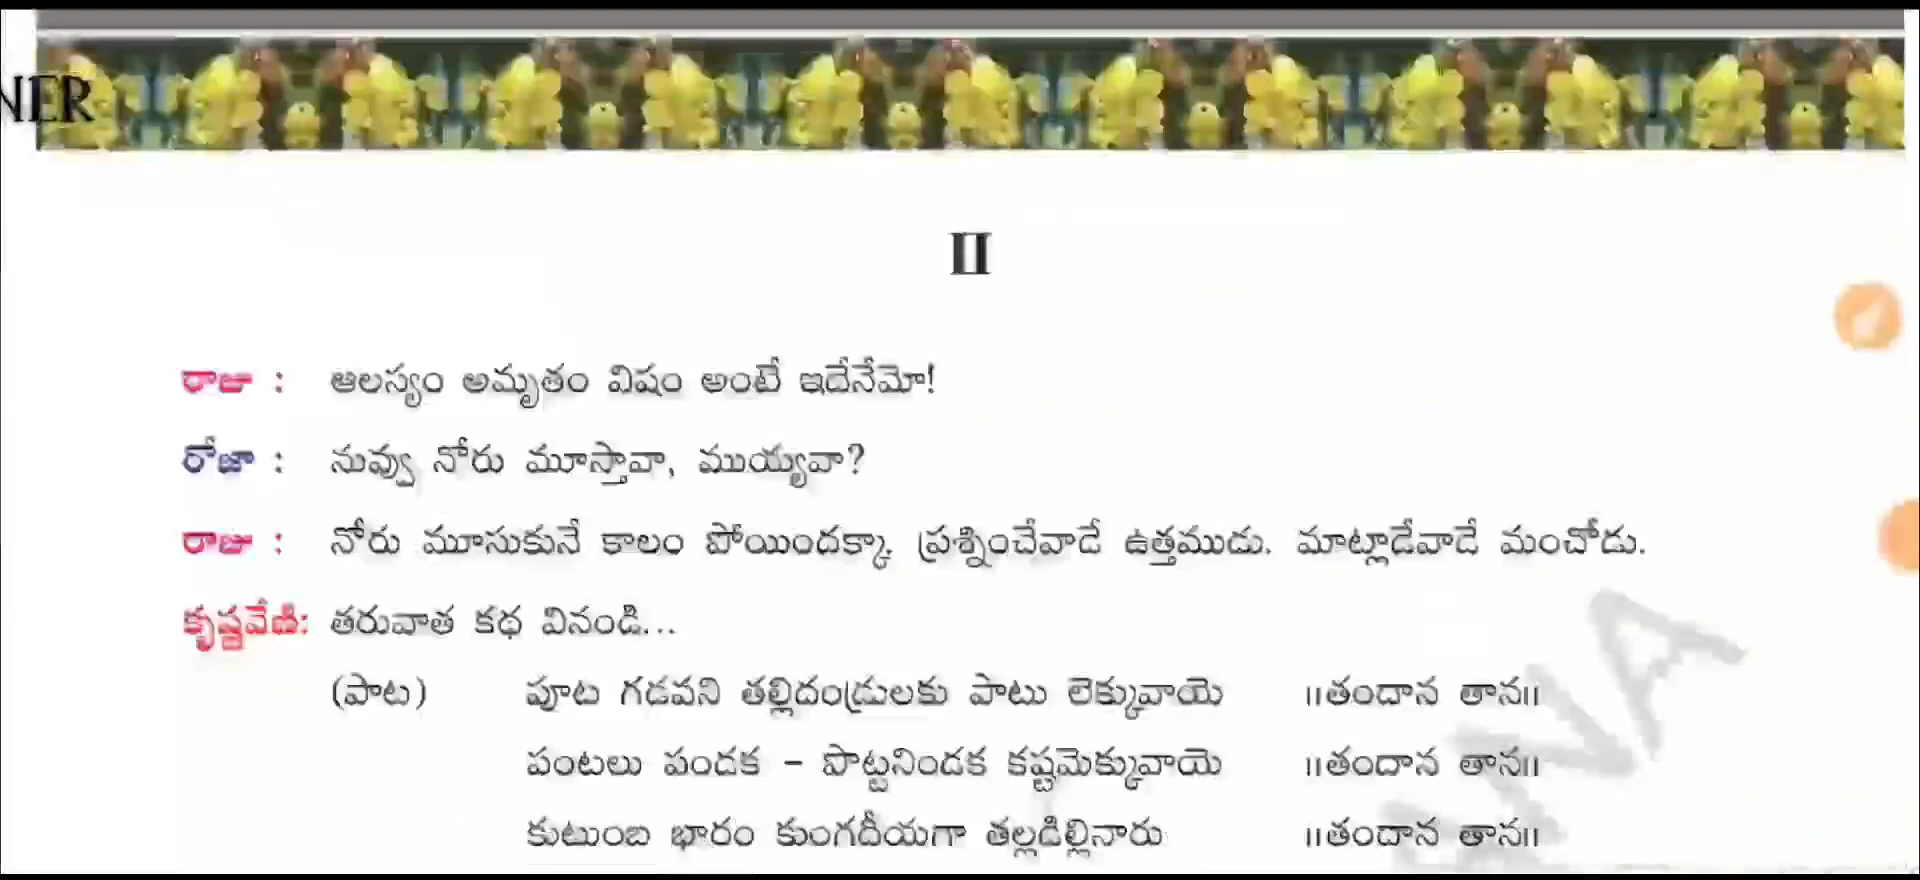 NER
II
రాజు : ఆలస్యం అమృతం విషం అంటే ఇదేనేమో!
రోజా : నువ్వు నోరు మూస్తావా, ముయ్యవా?
రాజు : నోరు మూసుకునే కాలం పోయిందక్కా ప్రశ్నించేవాడే ఉత్తముడు. మాట్లాడేవాడే మంచోడు.
కృష్ణవేణి: తరువాత కథ వినండి...
(పాట) పూట గడవని తల్లిదండ్రులకు పాటు లెక్కువాయె ॥తందాన తాన॥
పంటలు పండక – పొట్టనిండక కష్టమెక్కువాయె ॥తందాన తాన॥
కుటుంబ భారం కుంగదీయగా తల్లడిల్లినారు ॥తందాన తాన॥